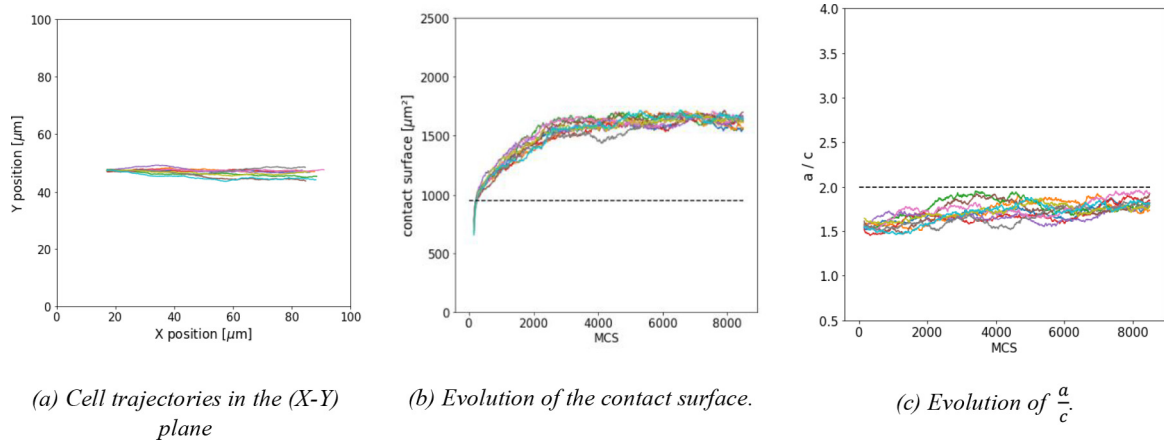 100
80
60
40
20
0
Y position [μm]
0 20 40 60 80 100
X position [μm]
2500
2000
1500
1000
500
0
contact surface [μm²]
0 2000 4000 6000 8000
MCS
4.0
3.5
3.0
2.5
2.0
1.5
1.0
0.5
a / c
0 2000 4000 6000 8000
MCS
(a) Cell trajectories in the (X-Y)
plane
(b) Evolution of the contact surface.
(c) Evolution of a/c.